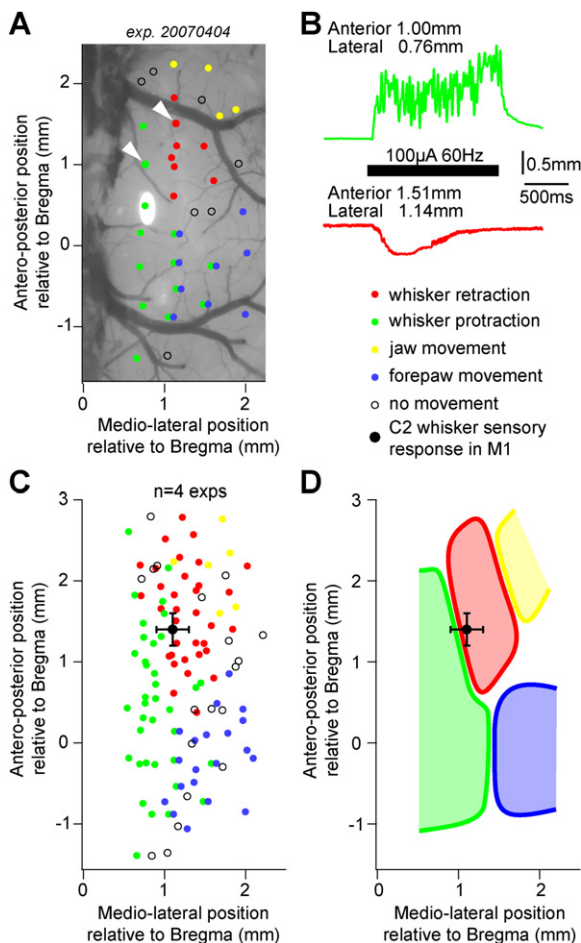 A
exp. 20070404
Antero-posterior position
relative to Bregma (mm)
2
1
0
-1
0
1
2
Medio-lateral position
relative to Bregma (mm)
B
Anterior 1.00mm
Lateral 0.76mm
100µA 60Hz
0.5mm
500ms
Anterior 1.51mm
Lateral 1.14mm
whisker retraction
whisker protraction
jaw movement
forepaw movement
no movement
C2 whisker sensory
response in M1
C
n=4 exps
Antero-posterior position
relative to Bregma (mm)
3
2
1
0
-1
0
1
2
Medio-lateral position
relative to Bregma (mm)
D
Antero-posterior position
relative to Bregma (mm)
3
2
1
0
-1
0
1
2
Medio-lateral position
relative to Bregma (mm)